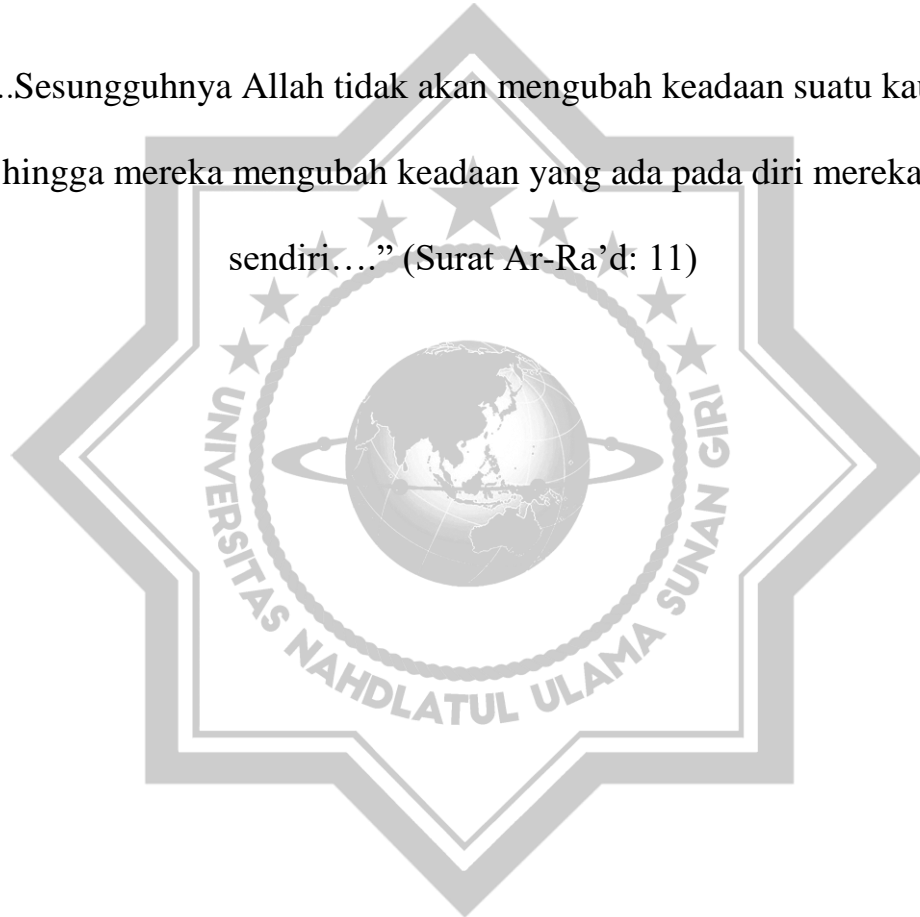 ..Sesungguhnya Allah tidak akan mengubah keadaan suatu
hingga mereka mengubah keadaan yang ada pada diri mereka
sendiri….” (Surat Ar-Ra’d: 11)
UNIVERSITAS NAHDLATUL ULAMA SUNAN GIRI